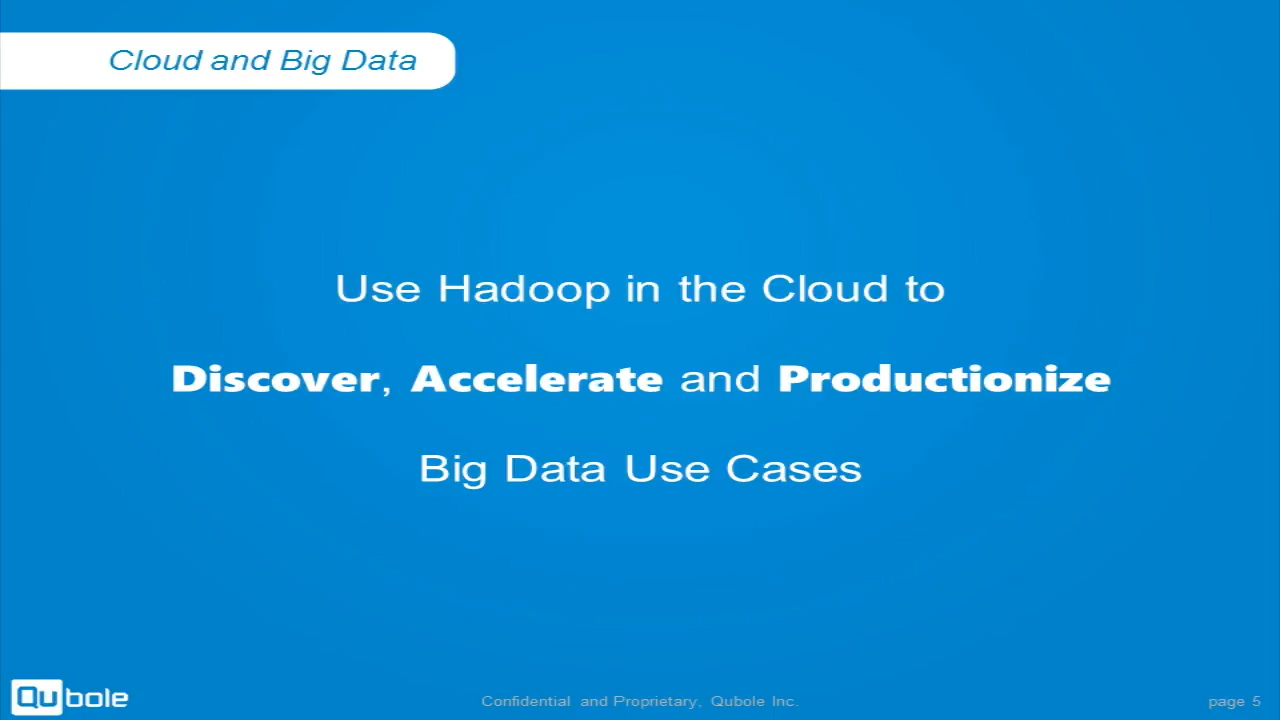 Cloud and Big Data
Use Hadoop in the Cloud to
Discover, Accelerate and Productionize
Big Data Use Cases
Qubole
Confidential and Proprietary, Qubole Inc.
page 5